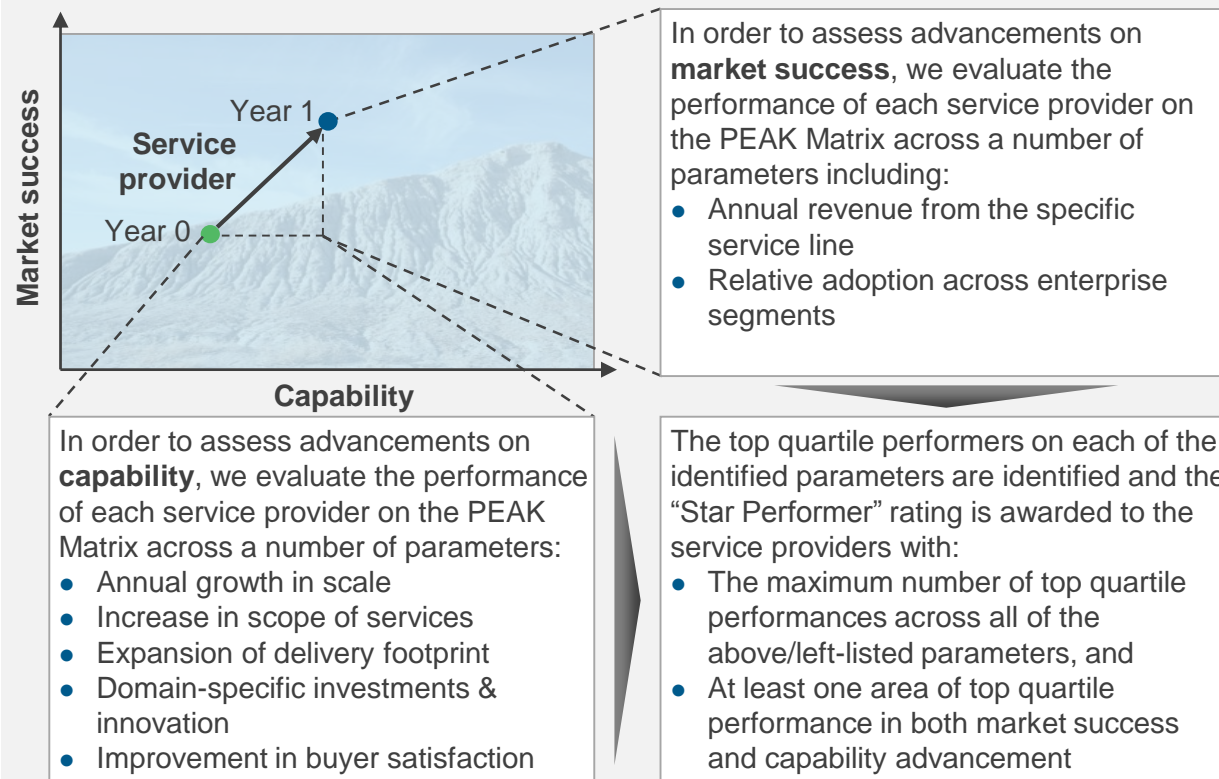 Market success
Year 1
Service
provider
Year 0
Capability
In order to assess advancements on
market success, we evaluate the
performance of each service provider on
the PEAK Matrix across a number of
parameters including:
● Annual revenue from the specific
service line
● Relative adoption across enterprise
segments
In order to assess advancements on
capability, we evaluate the performance
of each service provider on the PEAK
Matrix across a number of parameters:
● Annual growth in scale
● Increase in scope of services
● Expansion of delivery footprint
● Domain-specific investments &
innovation
● Improvement in buyer satisfaction
The top quartile performers on each of the
identified parameters are identified and the
“Star Performer” rating is awarded to the
service providers with:
● The maximum number of top quartile
performances across all of the
above/left-listed parameters, and
● At least one area of top quartile
performance in both market success
and capability advancement